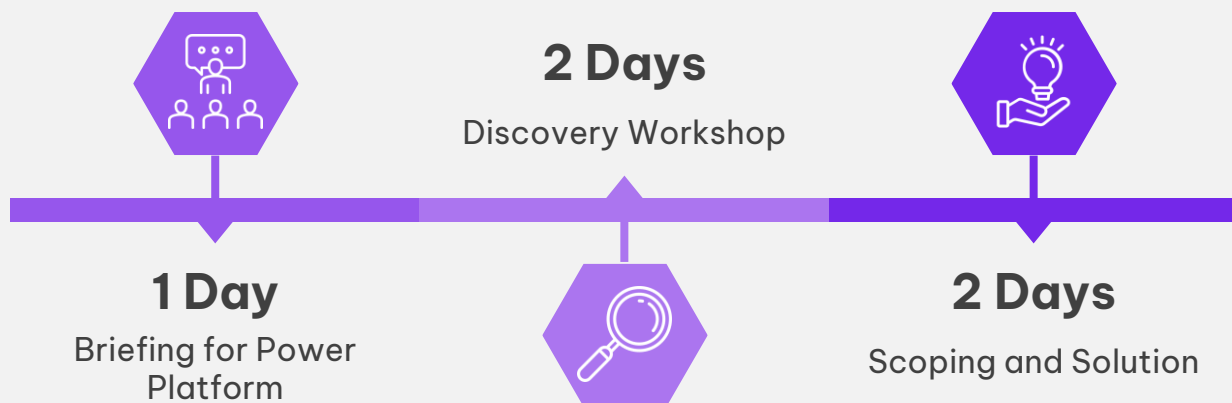 1 Day
Briefing for Power
Platform
2 Days
Discovery Workshop
2 Days
Scoping and Solution